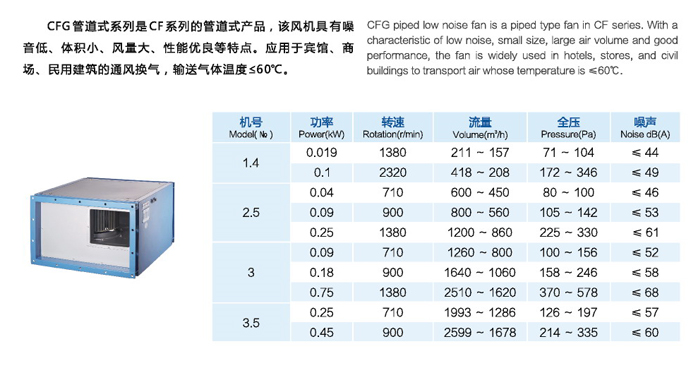 CFG管道式系列是CF系列的管道式产品，该风机具有噪
音低、体积小、风量大、性能优良等特点。应用于宾馆、商
场、民用建筑的通风换气，输送气体温度≤60℃。
CFG piped low noise fan is a piped type fan in CF series. With a
characteristic of low noise, small size, large air volume and good
performance, the fan is widely used in hotels, stores, and civil
buildings to transport air whose temperature is ≤60℃.
机号 功率 转速 流量 全压 噪声
Model(№) Power(kW) Rotation(r/min) Volume(m³/h) Pressure(Pa) Noise dB(A)
1.4 0.019 1380 211 ~ 157 71 ~ 104 ≤ 44
0.1 2320 418 ~ 208 172 ~ 346 ≤ 49
2.5 0.04 710 600 ~ 450 80 ~ 100 ≤ 46
0.09 900 800 ~ 560 105 ~ 142 ≤ 53
0.25 1380 1200 ~ 860 225 ~ 330 ≤ 61
3 0.09 710 1260 ~ 800 100 ~ 156 ≤ 52
0.18 900 1640 ~ 1060 158 ~ 246 ≤ 58
0.75 1380 2510 ~ 1620 370 ~ 578 ≤ 68
3.5 0.25 710 1993 ~ 1286 126 ~ 197 ≤ 57
0.45 900 2599 ~ 1678 214 ~ 335 ≤ 60